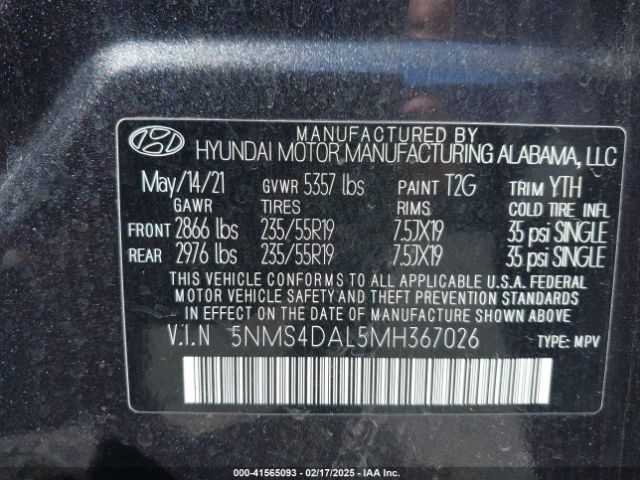 MANUFACTURED BY
HYUNDAI MOTOR MANUFACTURING ALABAMA, LLC
May/14/21 GVWR 5357 lbs PAINT T2G TRIM YTH
GAWR TIRES RIMS COLD TIRE INFL
FRONT 2866 lbs 235/55R19 7.5JX19 35 psi SINGLE
REAR 2976 lbs 235/55R19 7.5JX19 35 psi SINGLE
THIS VEHICLE CONFORMS TO ALL APPLICABLE U.S.A. FEDERAL
MOTOR VEHICLE SAFETY AND THEFT PREVENTION STANDARDS
IN EFFECT ON THE DATE OF MANUFACTURE SHOWN ABOVE
V.I.N 5NMS4DAL5MH367026 TYPE: MPV
000-41565093 - 02/17/2025 - IAA Inc.